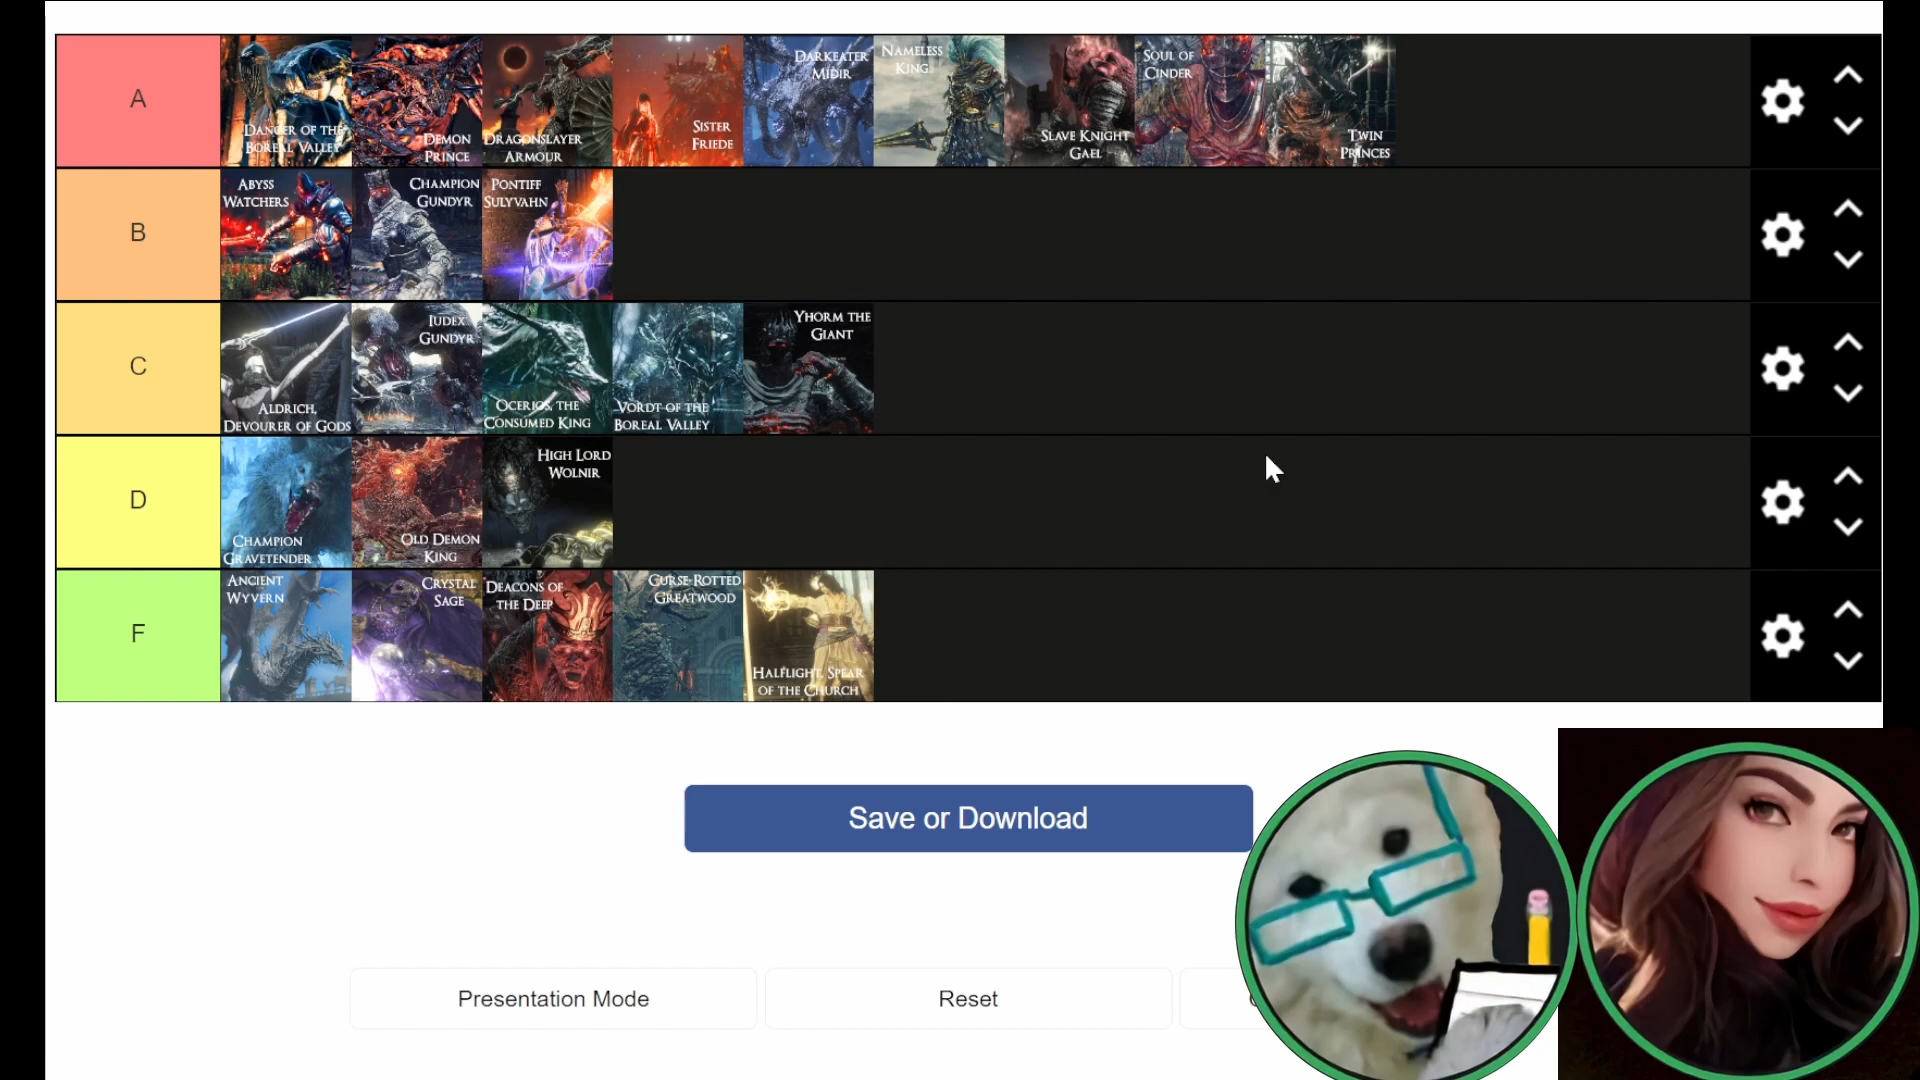 A
DANCER OF THE
BOREAL VALLEY
DEMON
PRINCE
DRAGONSLAYER
ARMOUR
SISTER
FRIEDE
DARKEATER
MIDIR
NAMELESS
KING
SLAVE KNIGHT
GAEL
SOUL OF
CINDER
TWIN
PRINCES
B
ABYSS
WATCHERS
CHAMPION
GUNDYR
PONTIFF
SULYVAHN
C
ALDRICH,
DEVOURER OF GODS
IUDEX
GUNDYR
OCERIOS, THE
CONSUMED KING
VORDT OF THE
BOREAL VALLEY
YHORM THE
GIANT
D
CHAMPION
GRAVETENDER
OLD DEMON
KING
HIGH LORD
WOLNIR
F
ANCIENT
WYVERN
CRYSTAL
SAGE
DEACONS OF
THE DEEP
CURSE-ROTTED
GREATWOOD
HALFLIGHT, SPEAR
OF THE CHURCH
Save or Download
Presentation Mode
Reset